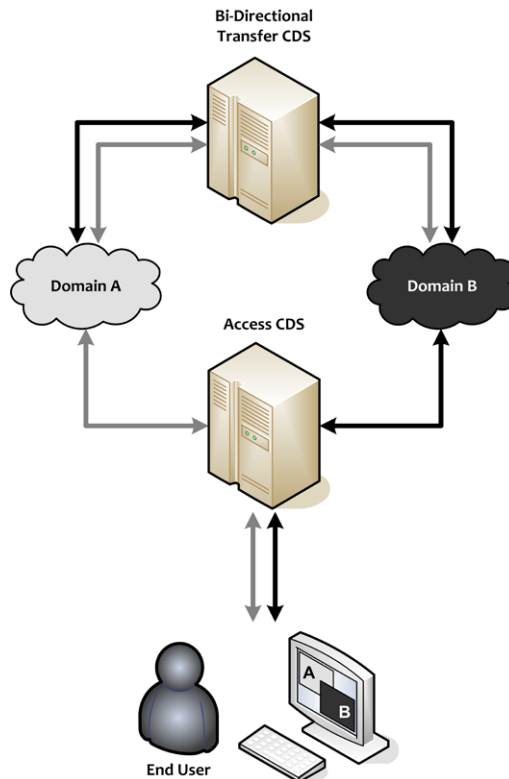 Bi-Directional
Transfer CDS
Domain A
Domain B
Access CDS
A
B
End User